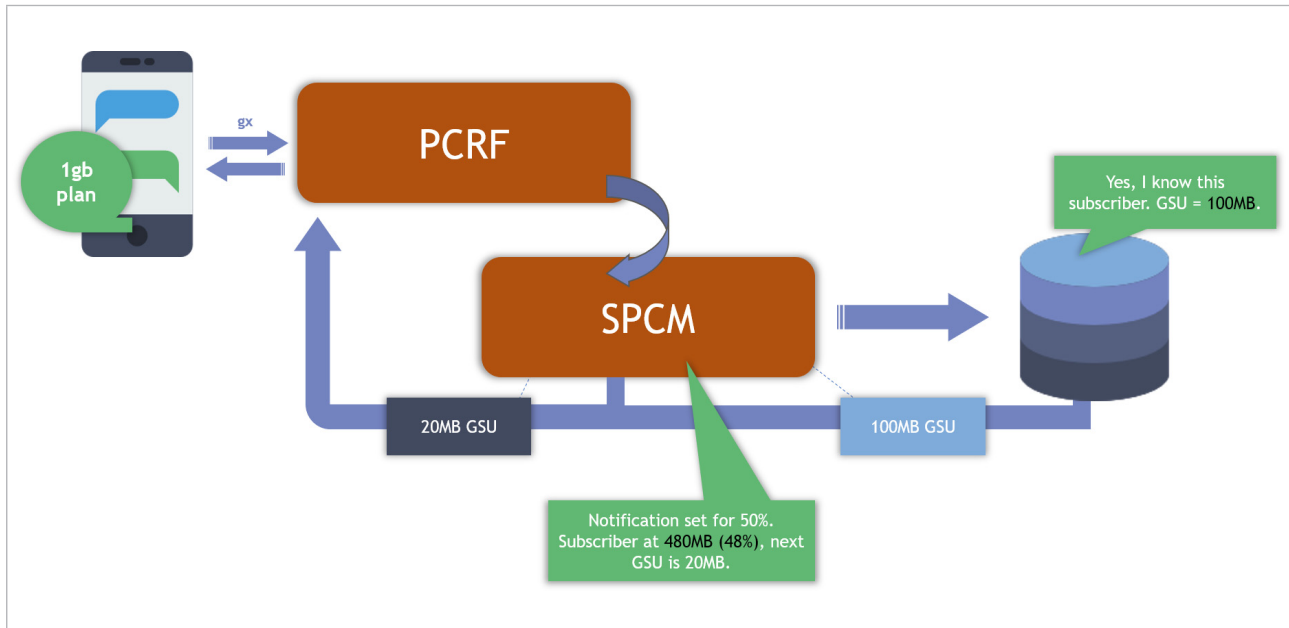 gx
PCRF
1gb
plan
Yes, I know this
subscriber. GSU = 100MB.
SPCM
20MB GSU
100MB GSU
Notification set for 50%.
Subscriber at 480MB (48%), next
GSU is 20MB.